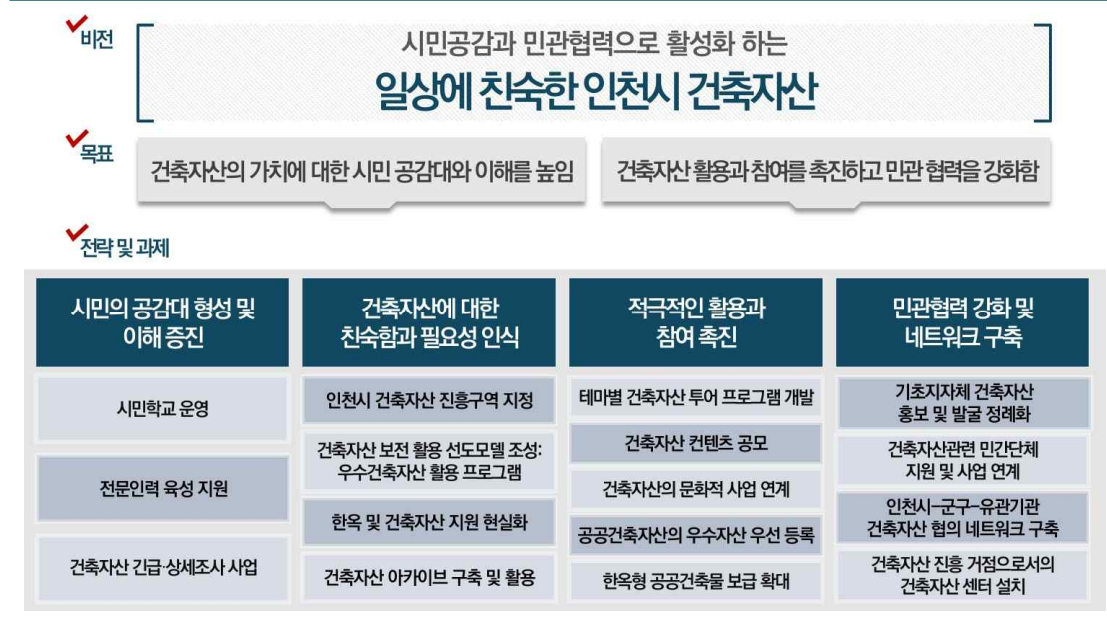 비전
시민공감과 민관협력으로 활성화 하는
일상에 친숙한 인천시 건축자산
목표
건축자산의 가치에 대한 시민 공감대와 이해를 높임
건축자산 활용과 참여를 촉진하고 민관 협력을 강화함
전략 및 과제
시민의 공감대 형성 및
이해 증진
시민학교 운영
전문인력 육성 지원
건축자산 긴급·상세조사 사업
건축자산에 대한
친숙함과 필요성 인식
인천시 건축자산 진흥구역 지정
건축자산 보전 활용 선도모델 조성:
우수건축자산 활용 프로그램
한옥 및 건축자산 지원 현실화
건축자산 아카이브 구축 및 활용
적극적인 활용과
참여 촉진
테마별 건축자산 투어 프로그램 개발
건축자산 컨텐츠 공모
건축자산의 문화적 사업 연계
공공건축자산의 우수자산 우선 등록
한옥형 공공건축물 보급 확대
민관협력 강화 및
네트워크 구축
기초지자체 건축자산
홍보 및 발굴 정례화
건축자산관련 민간단체
지원 및 사업 연계
인천시-군구-유관기관
건축자산 협의 네트워크 구축
건축자산 진흥 거점으로서의
건축자산 센터 설치